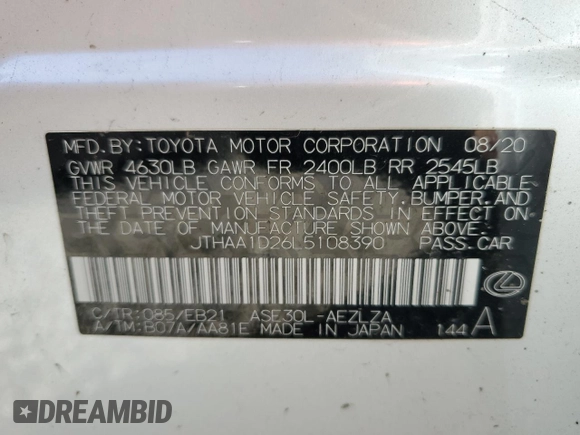 MFD.BY:TOYOTA MOTOR CORPORATION 08/20
GVWR 4630LB GAWR FR 2400LB RR 2545LB
THIS VEHICLE CONFORMS TO ALL APPLICABLE
FEDERAL MOTOR VEHICLE SAFETY,BUMPER,AND
THEFT PREVENTION STANDARDS IN EFFECT ON
THE DATE OF MANUFACTURE SHOWN ABOVE.
JTHAA1D26L5108390 PASS.CAR
C/TR:085/EB21 ASE30L-AEZLZA
A/TM:B07A/AA81E MADE IN JAPAN 144 A
DREAMBID